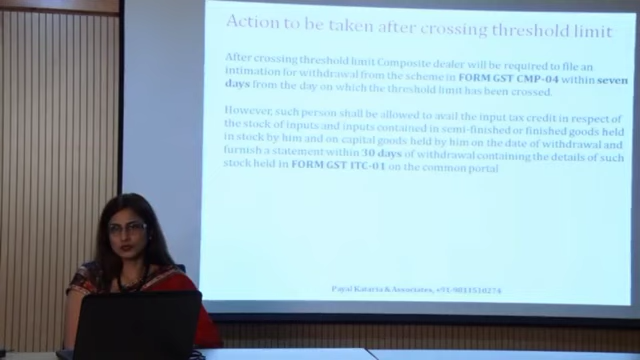 Action to be taken after crossing threshold limit
After crossing threshold limit Composite dealer will be required to file an
intimation for withdrawal from the scheme in FORM GST CMP-04 within seven
days from the day on which the threshold limit has been crossed.
However, such person shall be allowed to avail the input tax credit in respect of
the stock of inputs and inputs contained in semi-finished or finished goods held
in stock by him and on capital goods held by him on the date of withdrawal and
furnish a statement within 30 days of withdrawal containing the details of such
stock held in FORM GST ITC-01 on the common portal
Payal Kataria & Associates, +91-9811510274